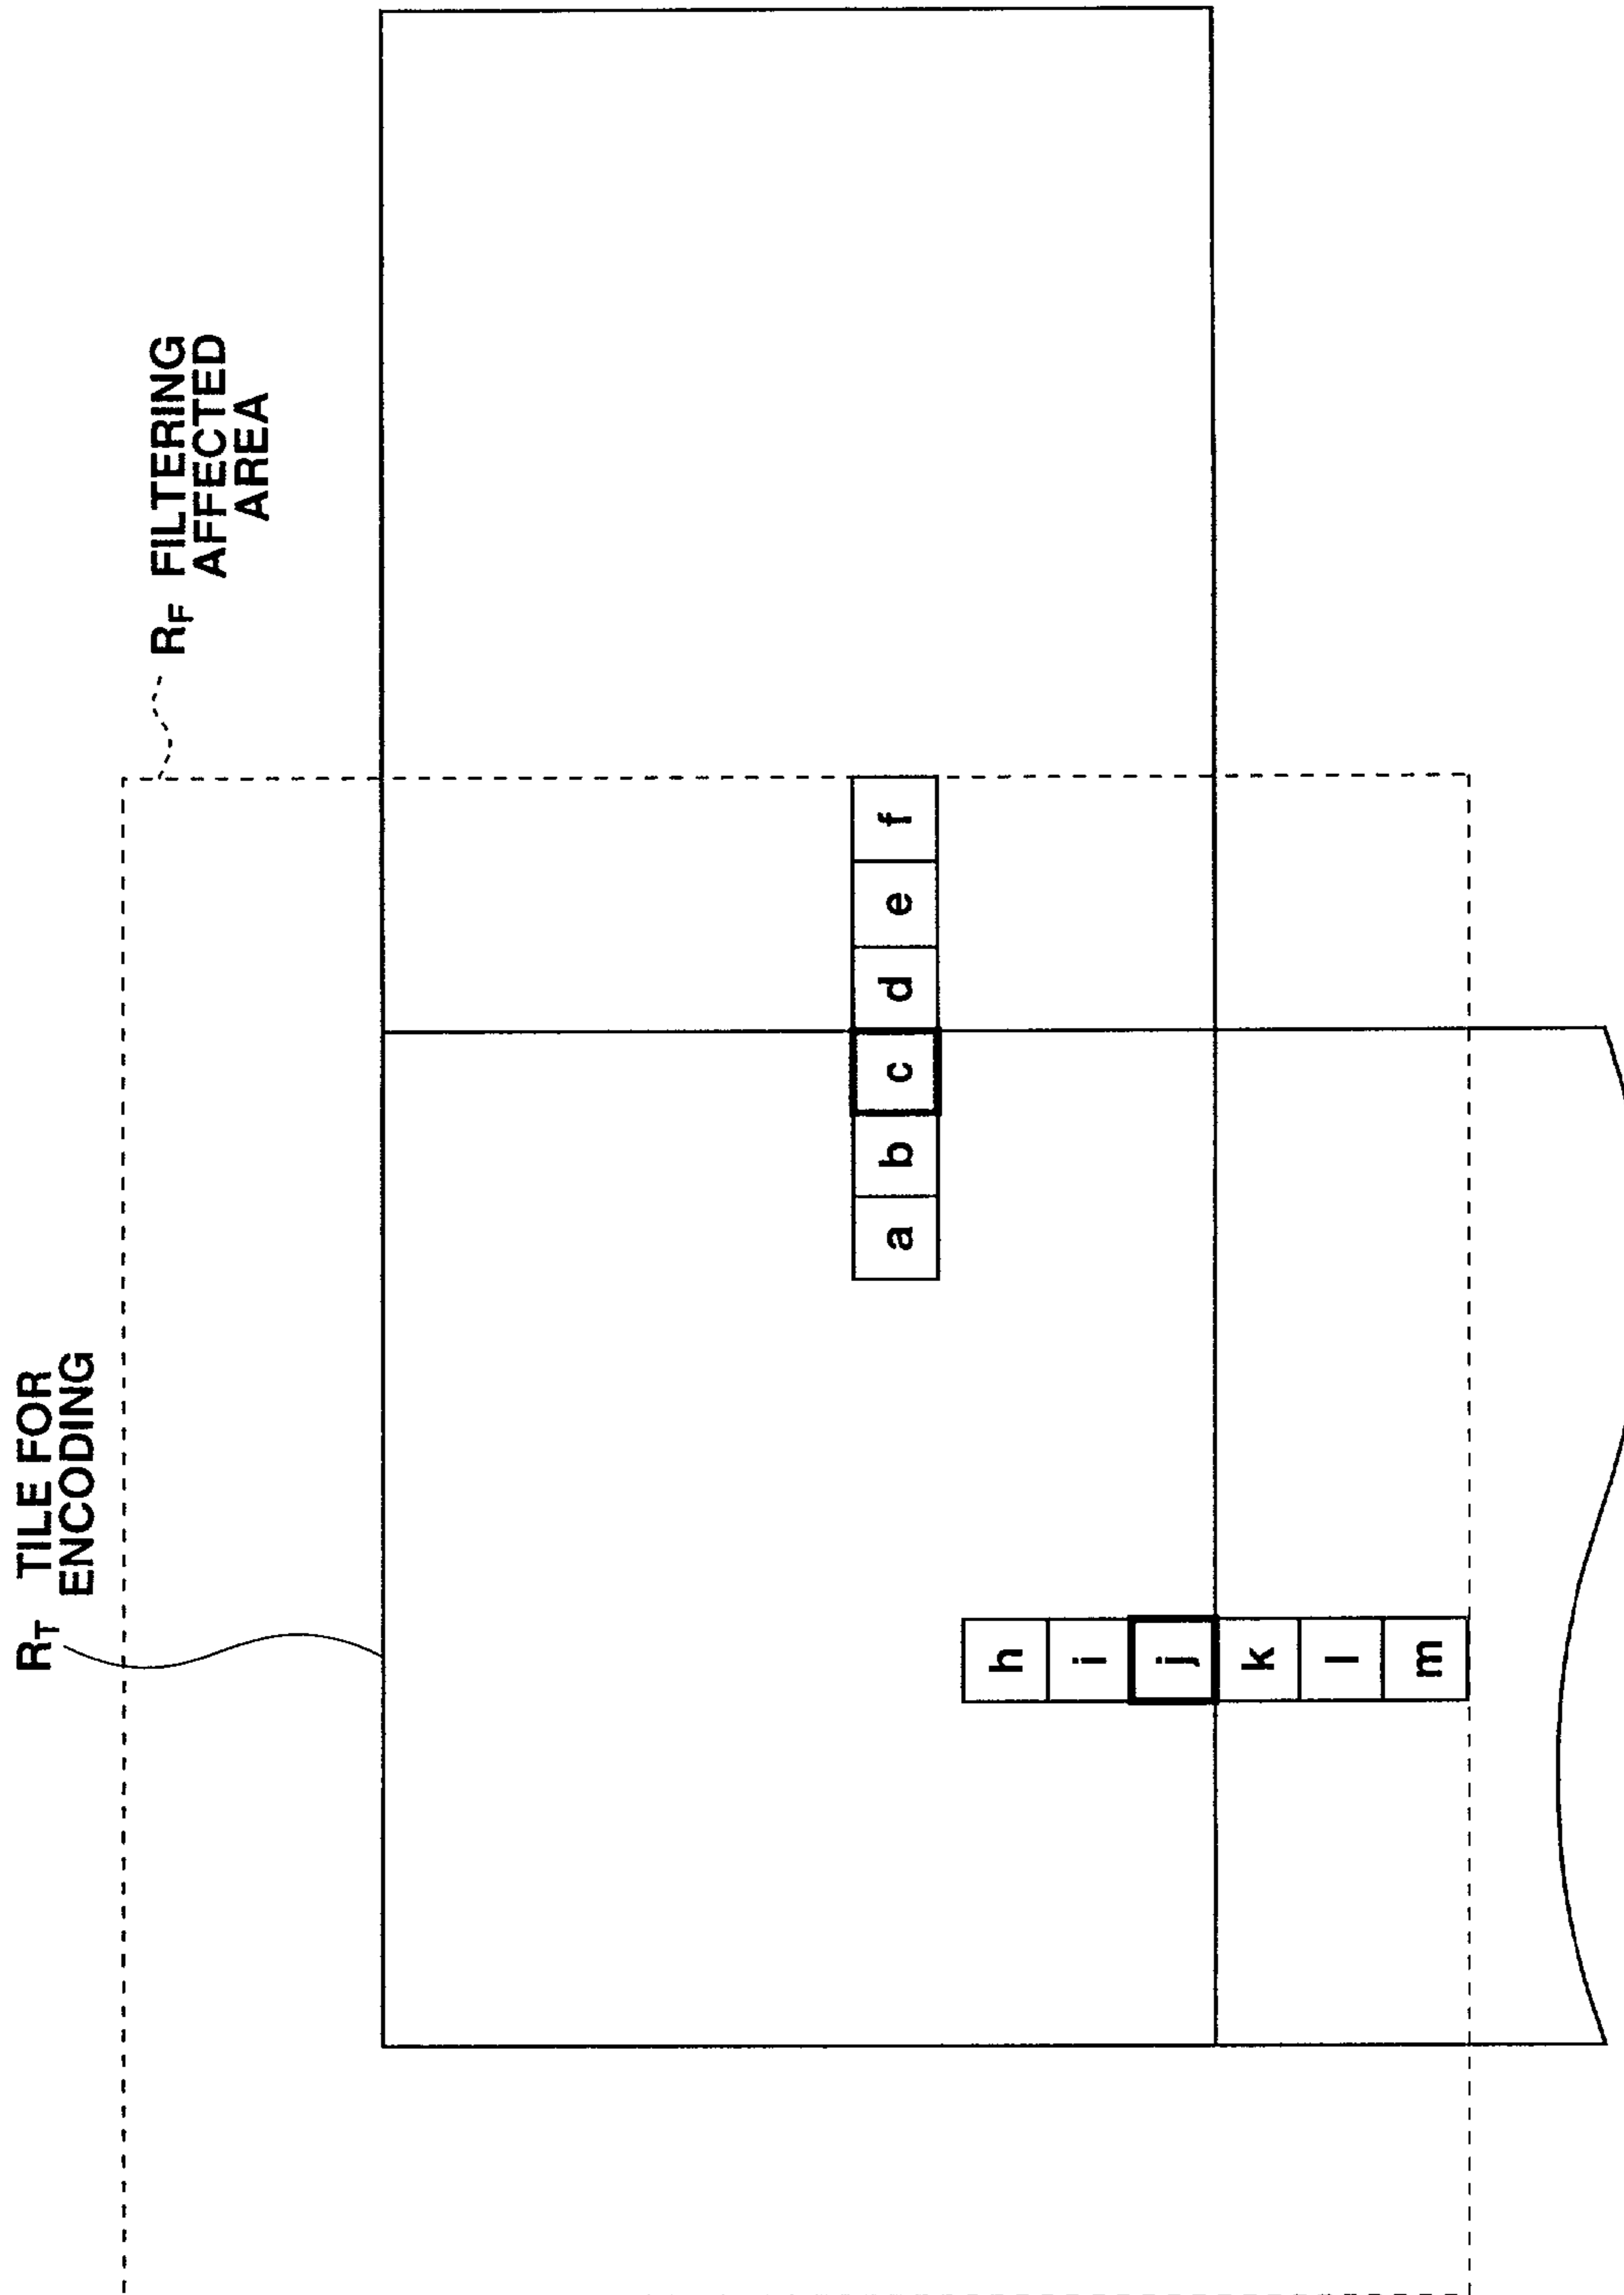 R_T TILE FOR
ENCODING
R_F FILTERING
AFFECTED
AREA
a b c d e f
h
i
j
k
l
m